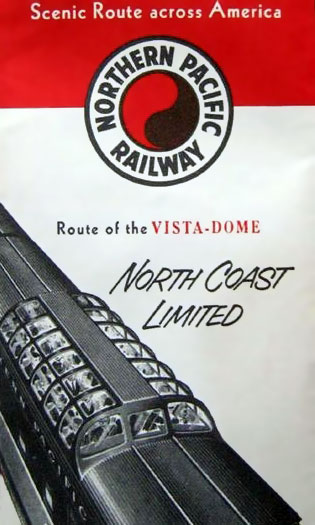 Scenic Route across America
NORTHERN PACIFIC
RAILWAY
Route of the VISTA-DOME
NORTH COAST
LIMITED